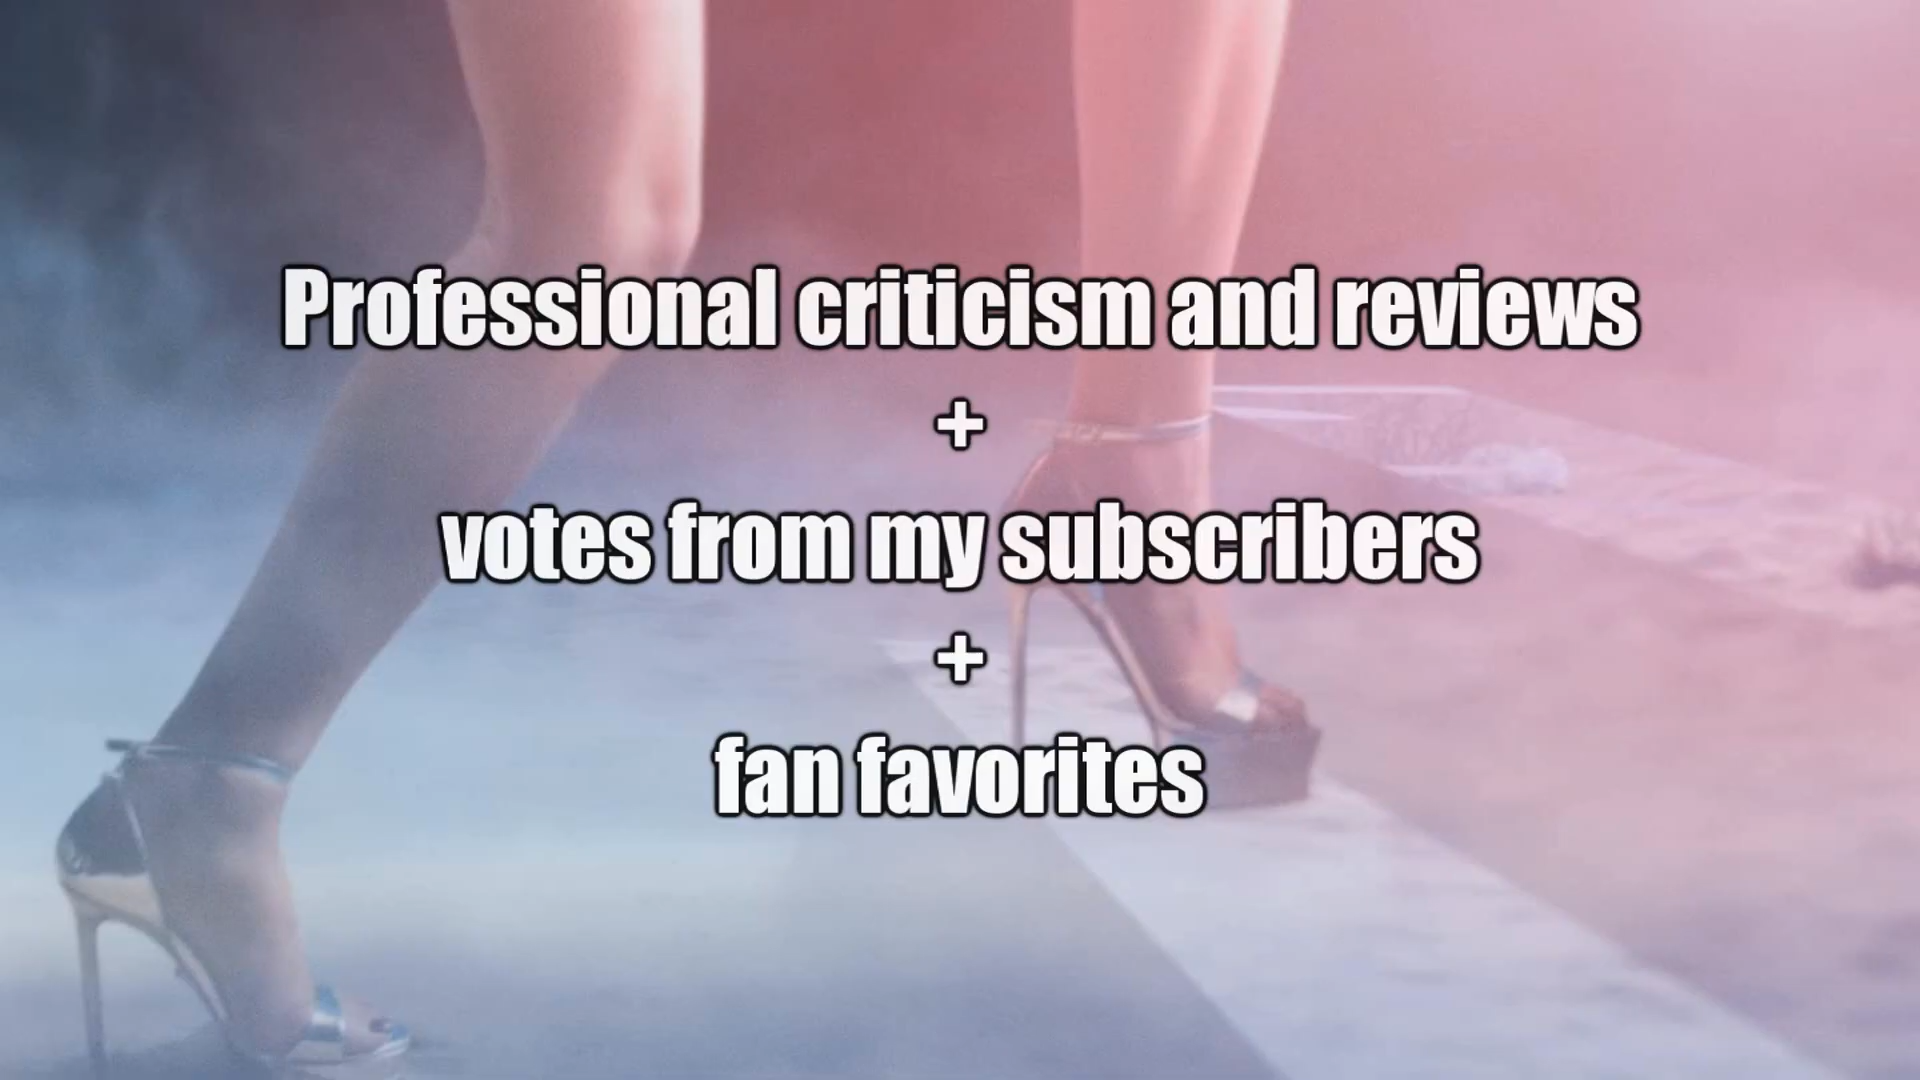 Professional criticism and reviews
+
votes from my subscribers
+
fan favorites